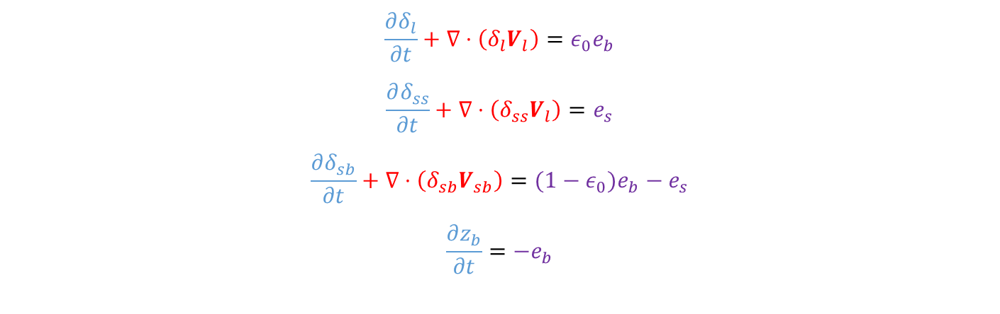 ∂δ_l/∂t + ∇ · (δ_l 𝑽_l) = ϵ_0 e_b
∂δ_ss/∂t + ∇ · (δ_ss 𝑽_l) = e_s
∂δ_sb/∂t + ∇ · (δ_sb 𝑽_sb) = (1 − ϵ_0)e_b − e_s
∂z_b/∂t = −e_b